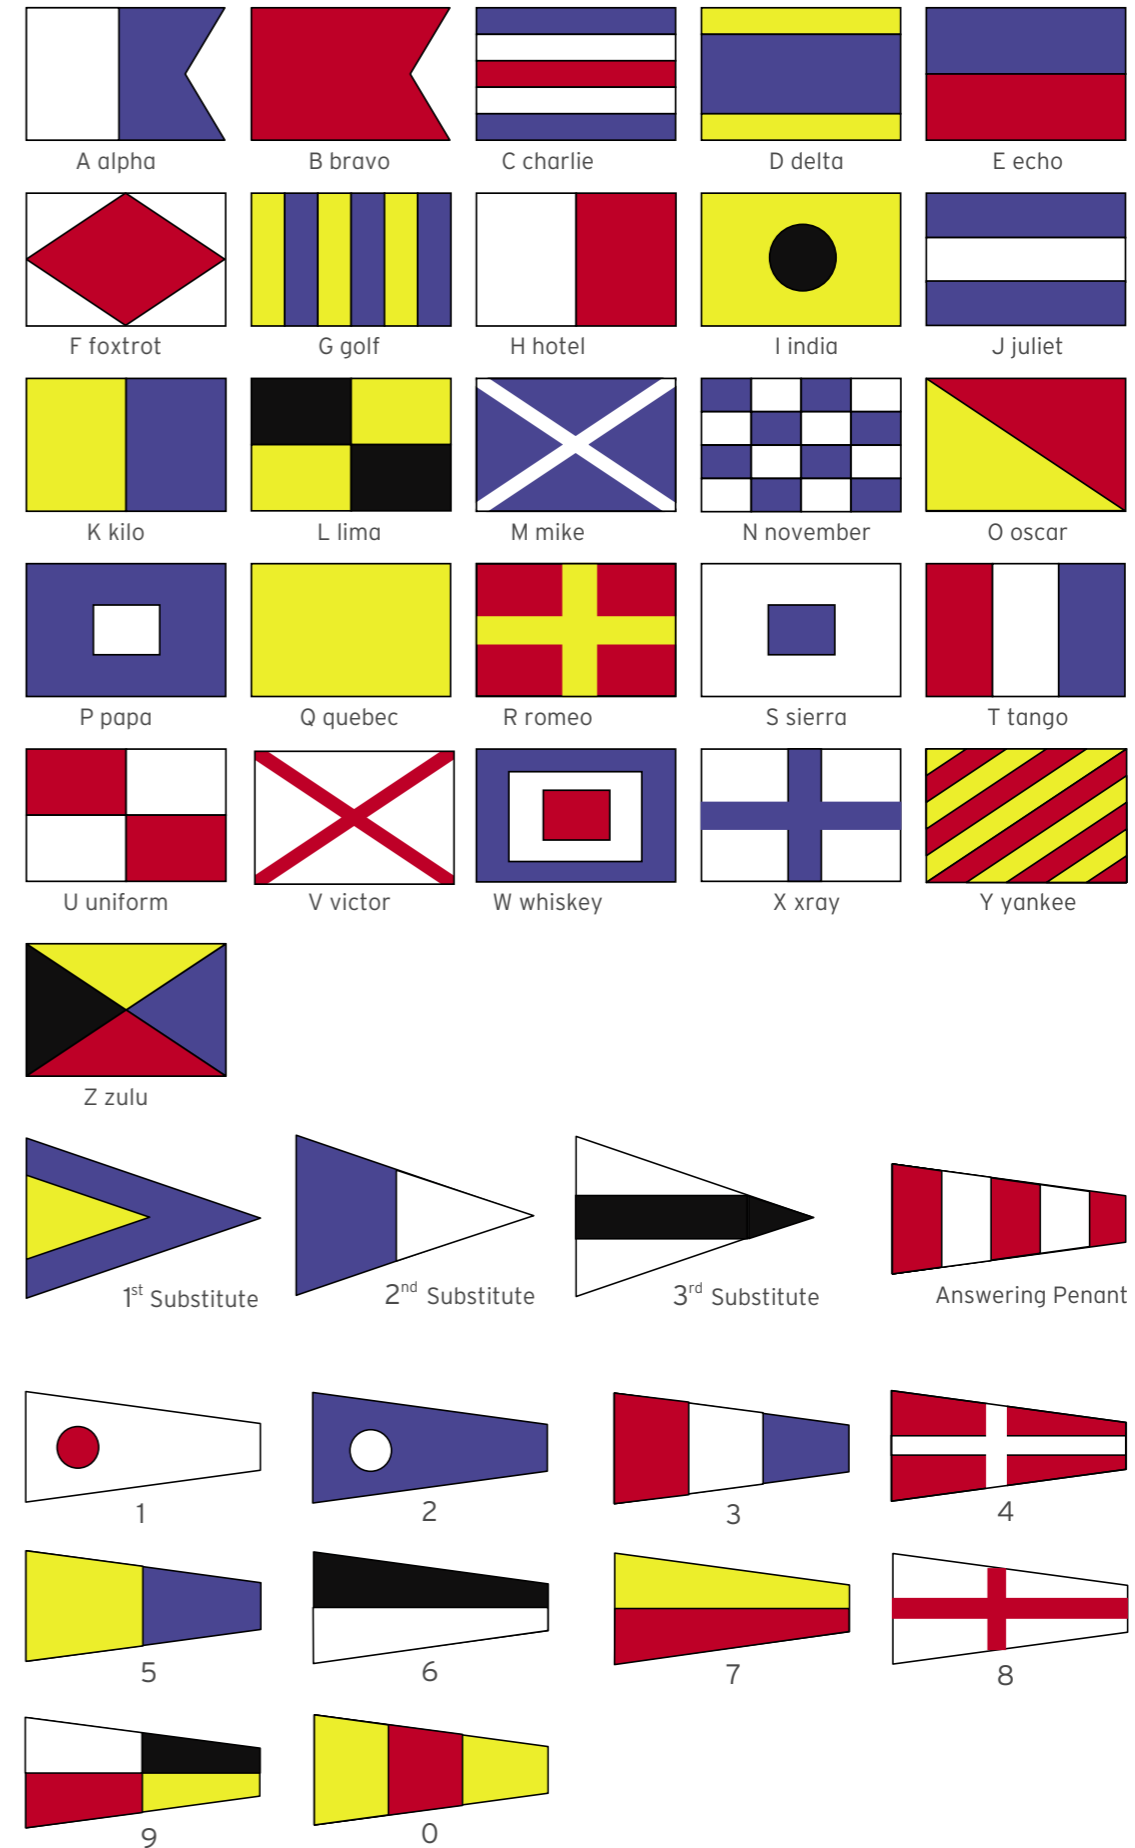 A alpha
B bravo
C charlie
D delta
E echo
F foxtrot
G golf
H hotel
I india
J juliet
K kilo
L lima
M mike
N november
O oscar
P papa
Q quebec
R romeo
S sierra
T tango
U uniform
V victor
W whiskey
X xray
Y yankee
Z zulu
1st Substitute
2nd Substitute
3rd Substitute
Answering Penant
1
2
3
4
5
6
7
8
9
0